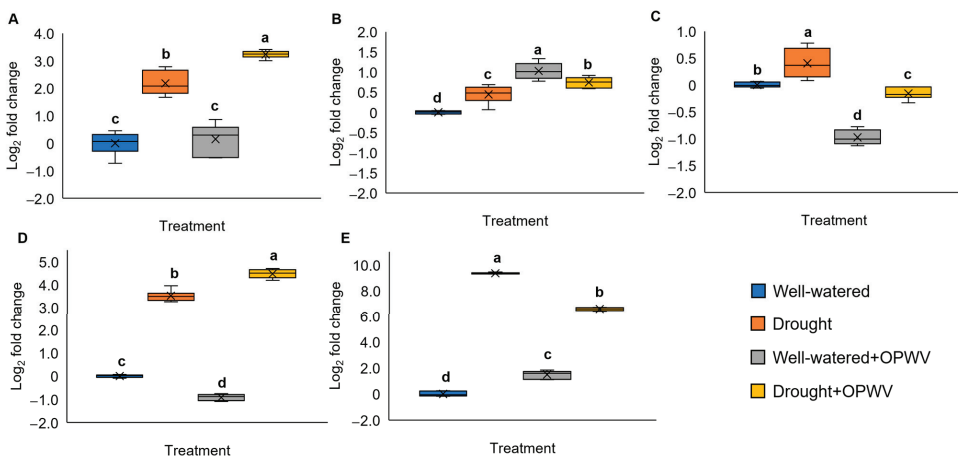 A
Log2 fold change
4.0
3.0
2.0
1.0
0
–1.0
–2.0
c
b
c
a
Treatment
B
Log2 fold change
2.0
1.5
1.0
0.5
0.0
–0.5
–1.0
–1.5
–2.0
d
c
a
b
Treatment
C
Log2 fold change
1.0
0.5
0
–0.5
–1.0
–1.5
–2.0
b
a
d
c
Treatment
D
Log2 fold change
5.0
4.0
3.0
2.0
1.0
0
–1.0
–2.0
c
b
d
a
Treatment
E
Log2 fold change
10.0
8.0
6.0
4.0
2.0
0
–2.0
d
a
c
b
Treatment
Well-watered
Drought
Well-watered+OPWV
Drought+OPWV